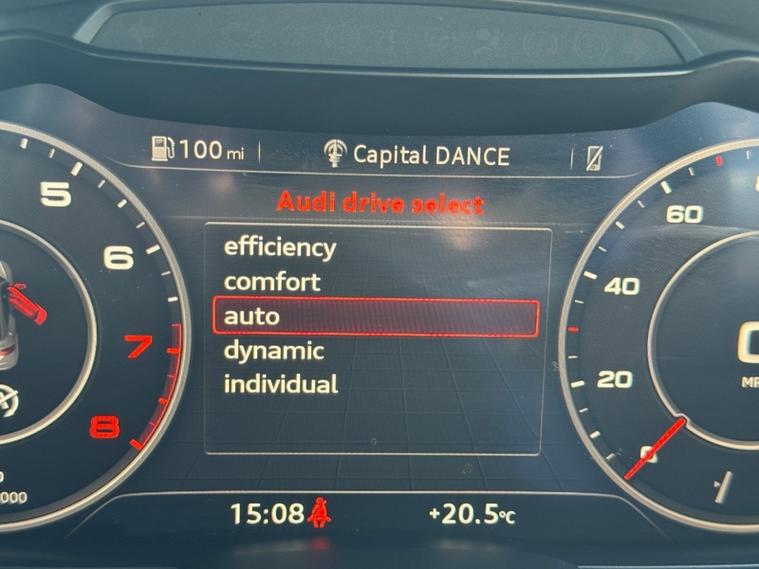 100 mi
Capital DANCE
Audi drive select
efficiency
comfort
auto
dynamic
individual
5
6
7
8
000
60
40
20
0
15:08
+20.5°C